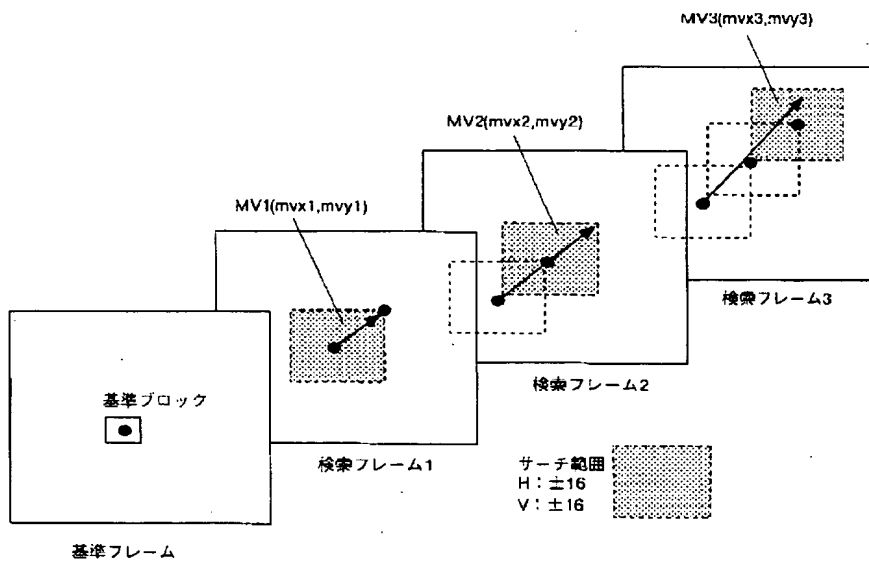 MV3(mvx3,mvy3)
MV2(mvx2,mvy2)
MV1(mvx1,mvy1)
検索フレーム3
検索フレーム2
基準ブロック
検索フレーム1
サーチ範囲
H：±16
V：±16
基準フレーム